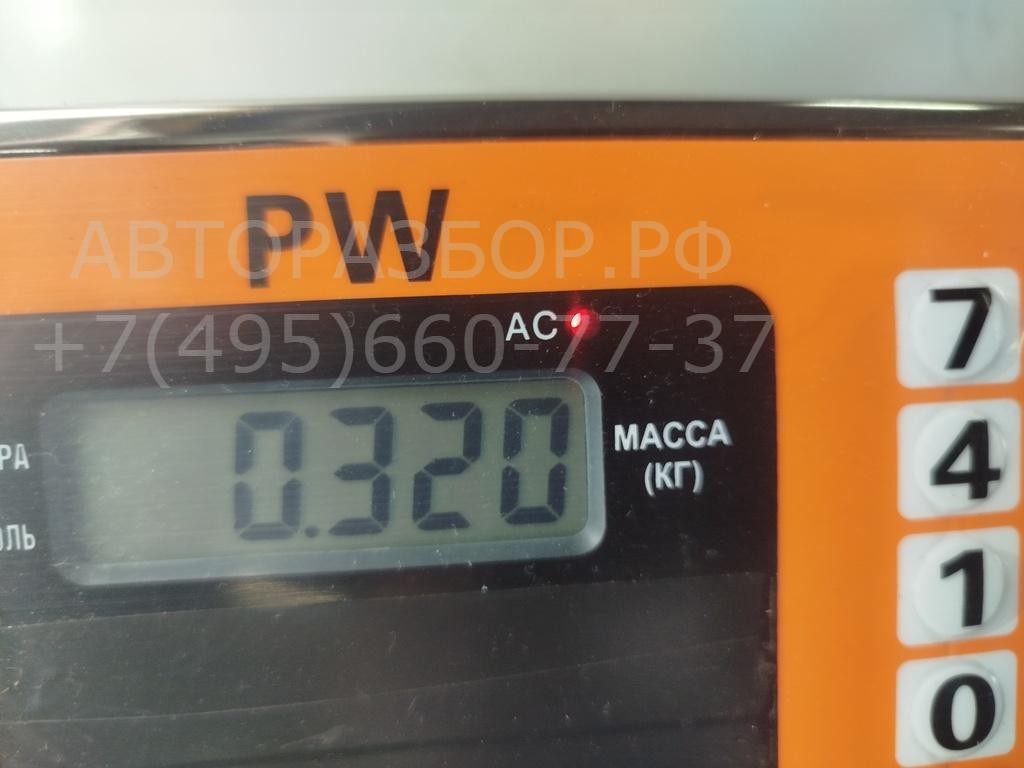 PW
АВТОРАЗБОР.РФ
AC
+7(495)660-77-37
0.320
МАССА
(КГ)
РА
ОЛЬ
7
4
1
0